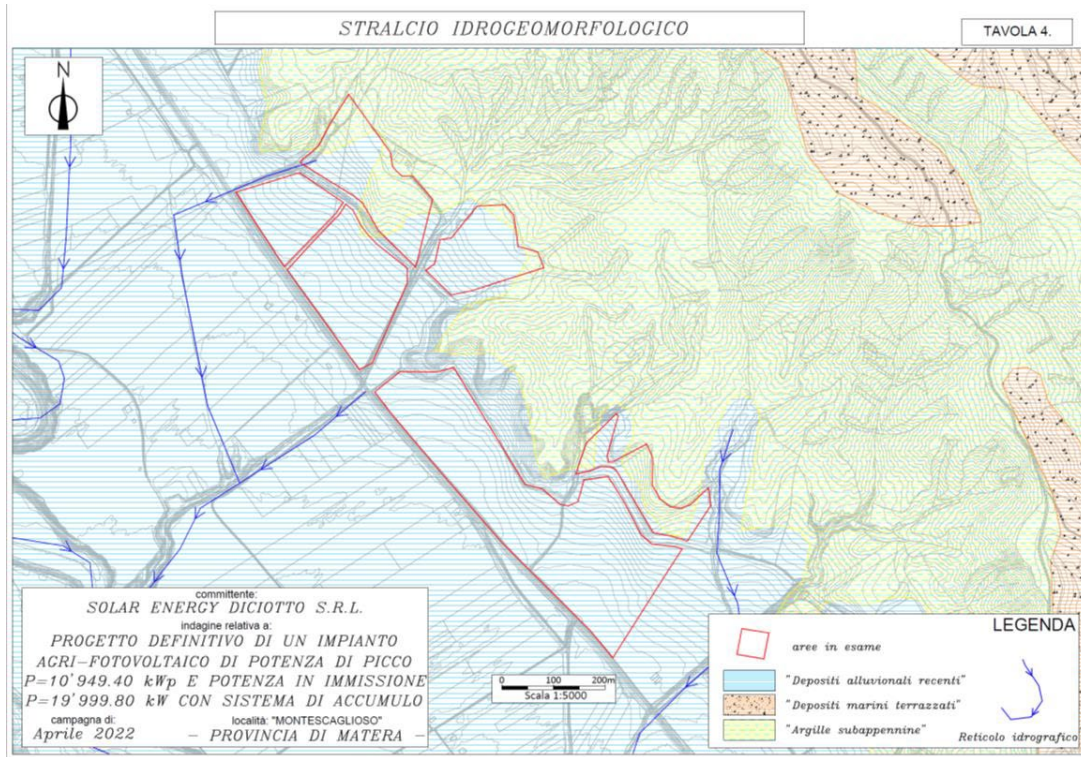 STRALCIO IDROGEOMORFOLOGICO
TAVOLA 4.
N
committente:
SOLAR ENERGY DICIOTTO S.R.L.
indagine relativa a:
PROGETTO DEFINITIVO DI UN IMPIANTO
AGRI-FOTOVOLTAICO DI POTENZA DI PICCO
P=10'949.40 kWp E POTENZA IN IMMISSIONE
P=19'999.80 kW CON SISTEMA DI ACCUMULO
campagna di:
Aprile 2022
località: "MONTESCAGLIOSO"
- PROVINCIA DI MATERA -
0 100 200m
Scala 1:5000
LEGENDA
aree in esame
"Depositi alluvionali recenti"
"Depositi marini terrazzati"
"Argille subappennine"
Reticolo idrografico